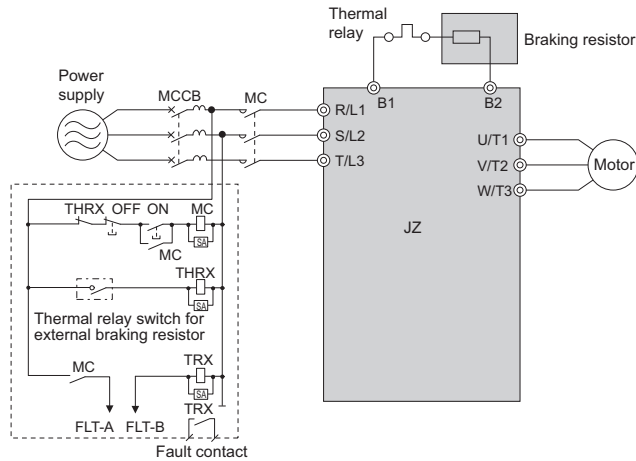 Thermal
relay
Braking resistor
Power
supply
MCCB
MC
B1
B2
R/L1
S/L2
T/L3
U/T1
V/T2
W/T3
Motor
JZ
THRX
OFF
ON
MC
SA
MC
THRX
SA
Thermal relay switch for
external braking resistor
MC
TRX
SA
TRX
FLT-A
FLT-B
Fault contact